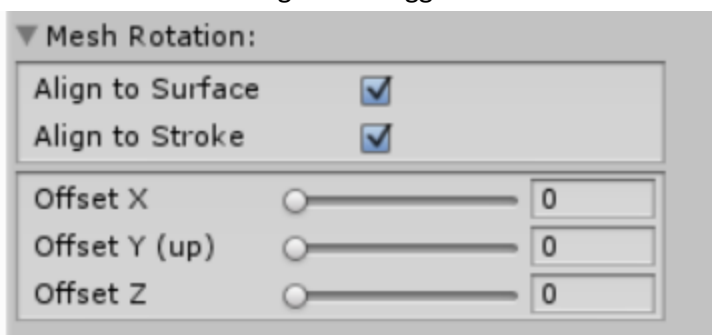 Mesh Rotation:
Align to Surface
Align to Stroke
Offset X 0
Offset Y (up) 0
Offset Z 0